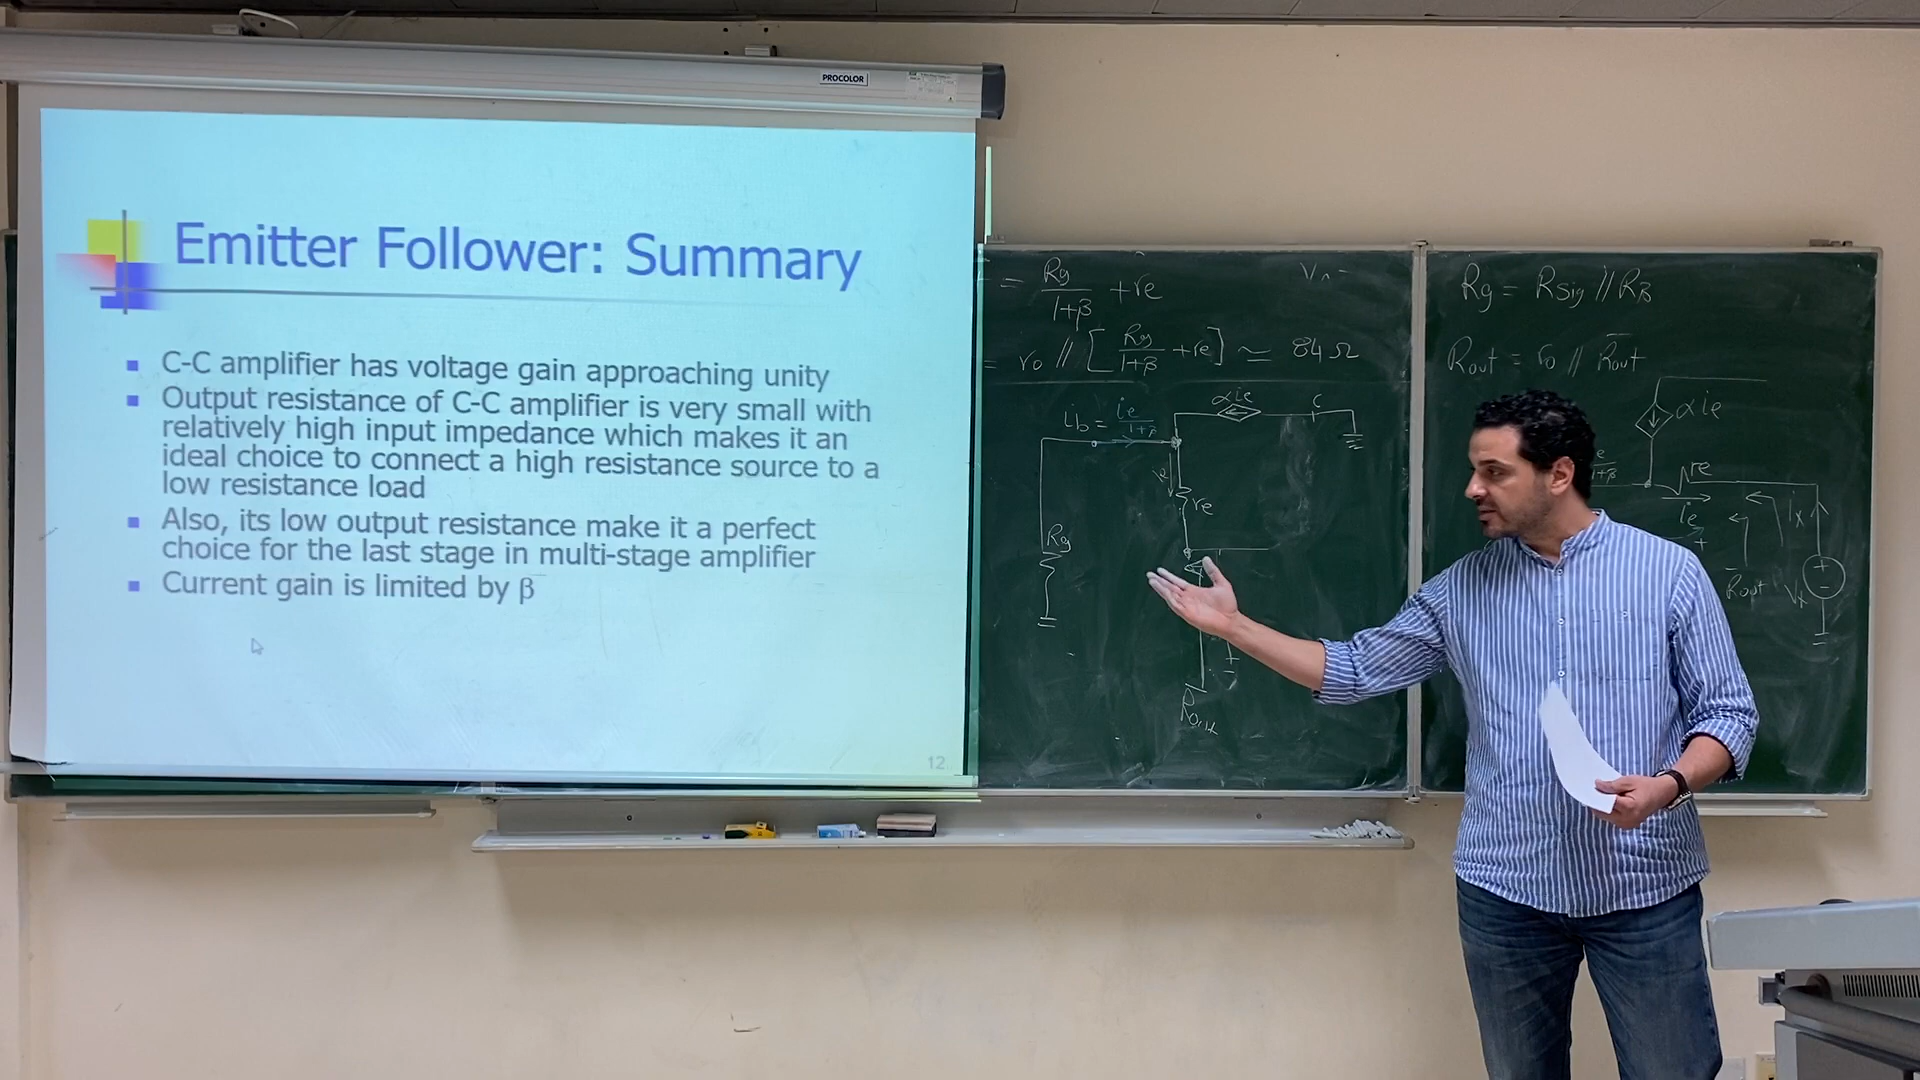 PROCOLOR
Emitter Follower: Summary
C-C amplifier has voltage gain approaching unity
Output resistance of C-C amplifier is very small with
relatively high input impedance which makes it an
ideal choice to connect a high resistance source to a
low resistance load
Also, its low output resistance make it a perfect
choice for the last stage in multi-stage amplifier
Current gain is limited by β
12
= Rg/1+β + re
= ro // [Rg/1+β + re] ≃ 84 Ω
ib = ie/1+β
αie
c
ie
re
Rg
Rout
Rg = Rsig // RB
Rout = ro // R̄out
αie
re
ie
ix
R̄out
Vx